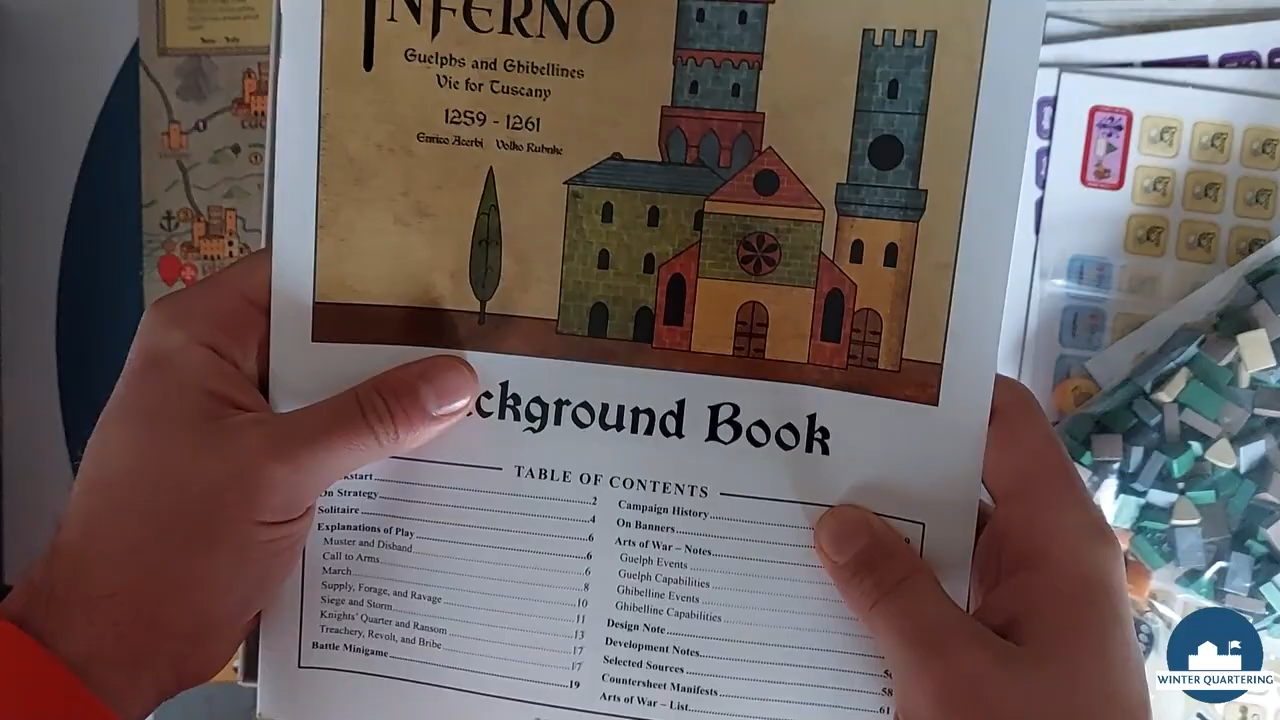 INFERNO
Guelphs and Ghibellines
Vie for Tuscany
1259 - 1261
Enrico Acerbi Volko Ruhnke
ckground Book
TABLE OF CONTENTS
kstart 2
On Strategy 4
Solitaire 6
Explanations of Play 6
Muster and Disband 6
Call to Arms 8
March 10
Supply, Forage, and Ravage 11
Siege and Storm 13
Knights' Quarter and Ransom 17
Treachery, Revolt, and Bribe 17
Battle Minigame 19
Campaign History
On Banners
Arms of War – Notes
Guelph Events
Guelph Capabilities
Ghibelline Events
Ghibelline Capabilities
Design Note
Development Notes
Selected Sources
Countersheet Manifests 58
Arts of War – List 61
WINTER QUARTERING